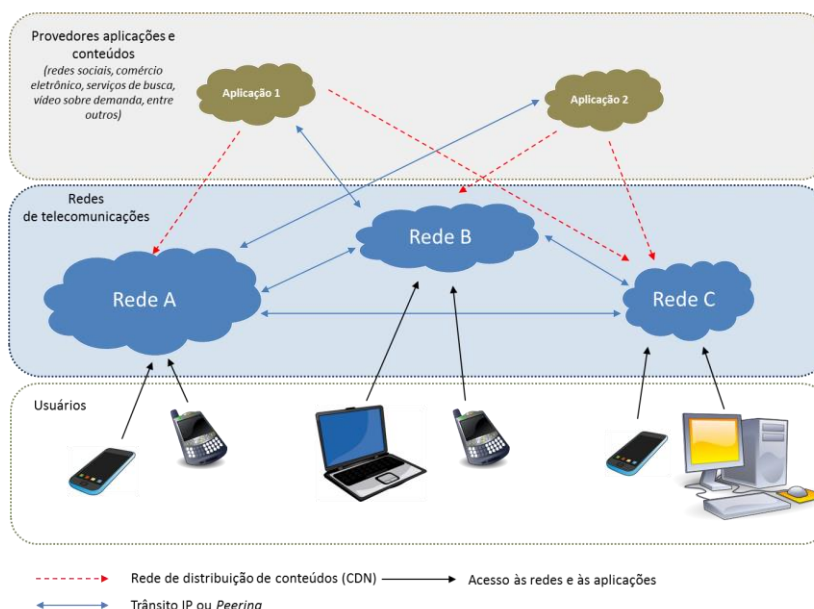 Provedores aplicações e
conteúdos
(redes sociais, comércio
eletrônico, serviços de busca,
vídeo sobre demanda, entre
outros)
Aplicação 1
Aplicação 2
Redes
de telecomunicações
Rede A
Rede B
Rede C
Usuários
Rede de distribuição de conteúdos (CDN)
Acesso às redes e às aplicações
Trânsito IP ou Peering